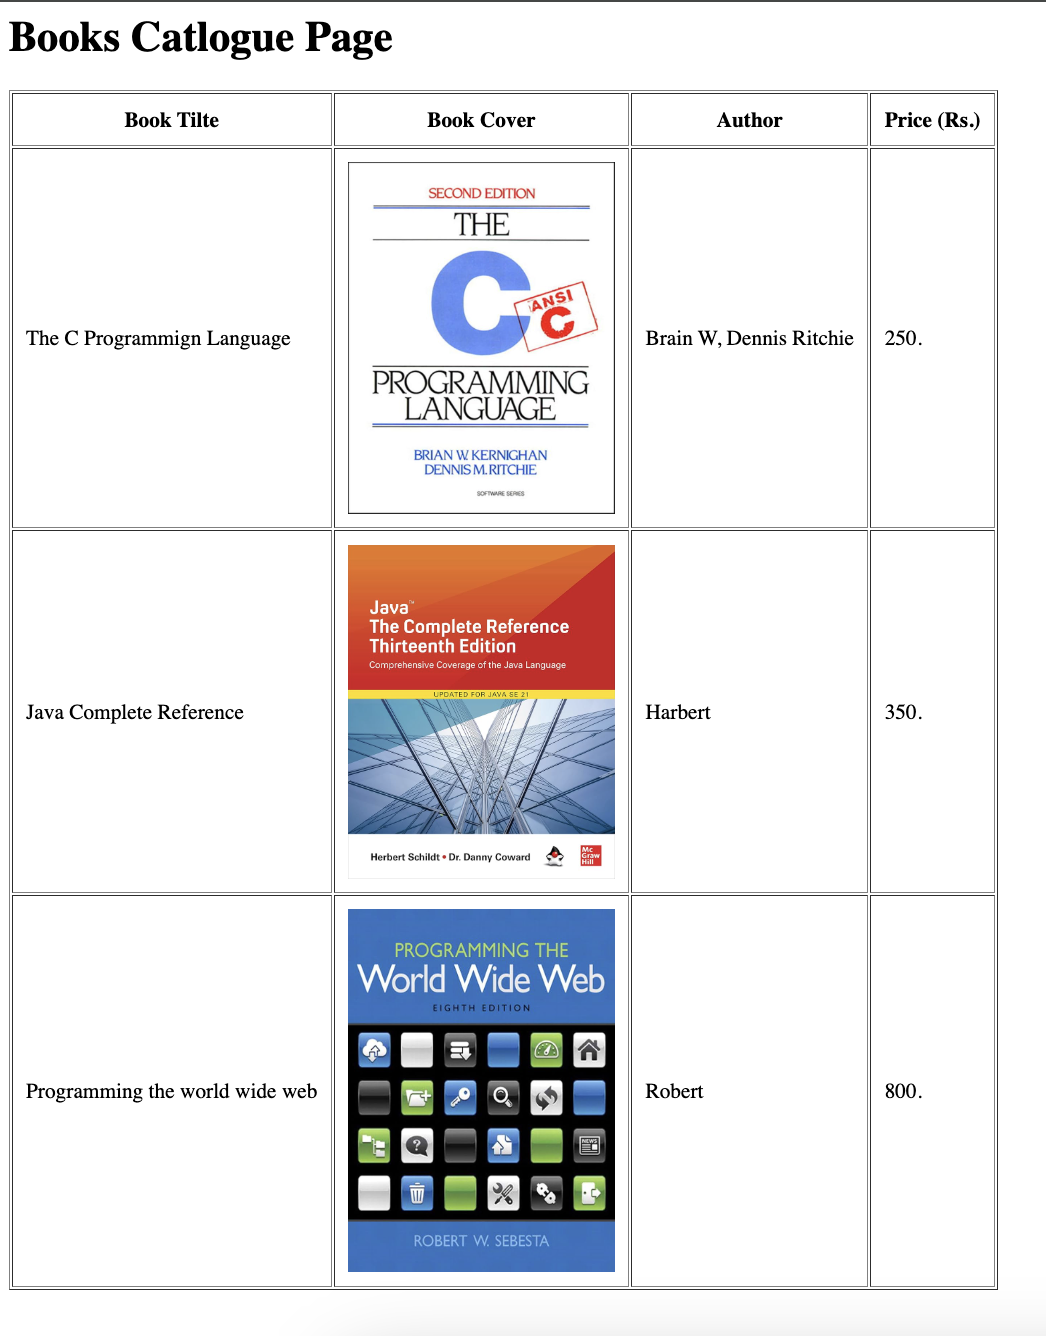 Books Catlogue Page
Book Tilte Book Cover Author Price (Rs.)
The C Programmign Language
SECOND EDITION
THE
C
ANSI
C
PROGRAMMING
LANGUAGE
BRIAN W. KERNIGHAN
DENNIS M. RITCHIE
SOFTWARE SERIES
Brain W, Dennis Ritchie
250.
Java Complete Reference
Java™
The Complete Reference
Thirteenth Edition
Comprehensive Coverage of the Java Language
UPDATED FOR JAVA SE 21
Herbert Schildt • Dr. Danny Coward
Mc
Graw
Hill
Harbert
350.
Programming the world wide web
PROGRAMMING THE
World Wide Web
EIGHTH EDITION
?
NEWS
ROBERT W. SEBESTA
Robert
800.